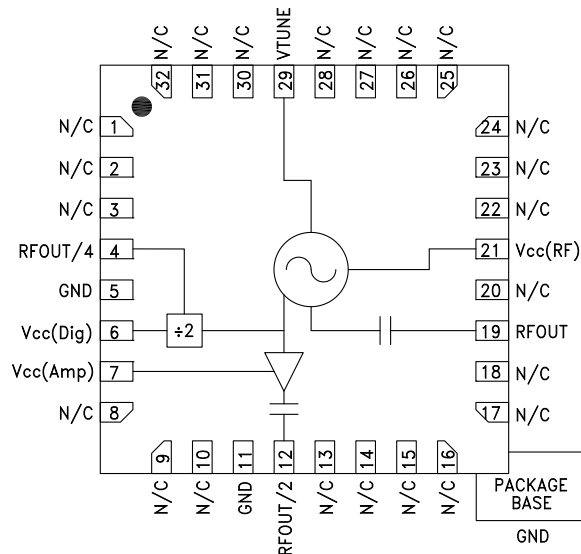 N/C N/C N/C VTUNE N/C N/C N/C N/C
32 31 30 29 28 27 26 25
N/C 1
N/C 2
N/C 3
RFOUT/4 4
GND 5
Vcc(Dig) 6
Vcc(Amp) 7
N/C 8
÷2
24 N/C
23 N/C
22 N/C
21 Vcc(RF)
20 N/C
19 RFOUT
18 N/C
17 N/C
9 10 11 12 13 14 15 16
N/C N/C GND RFOUT/2 N/C N/C N/C N/C
PACKAGE
BASE
GND